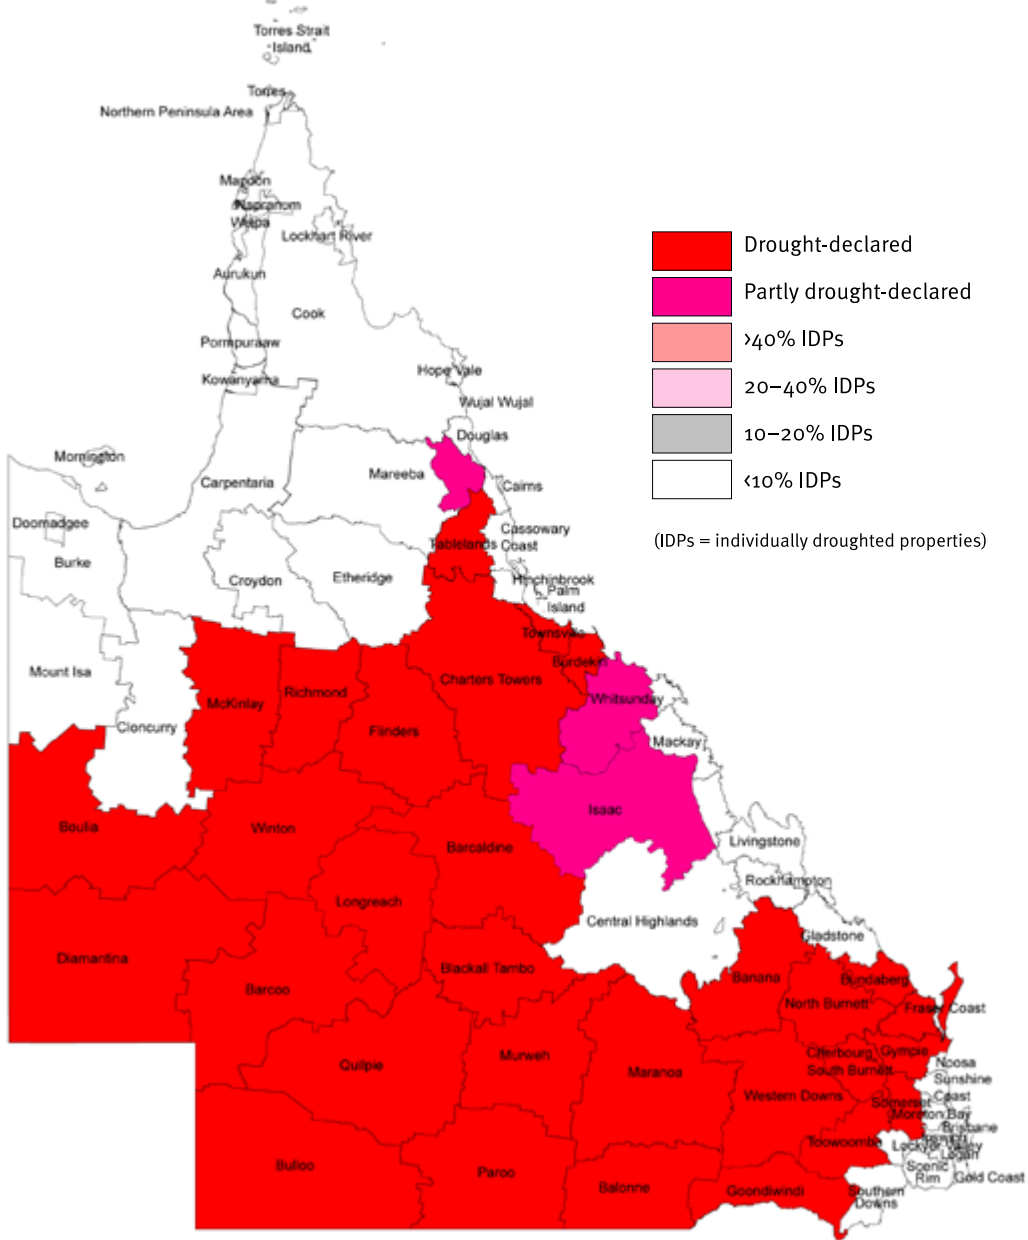 Torres Strait
Island
Torres
Northern Peninsula Area
Mapoon
Napranum
Weipa
Lockhart River
Aurukun
Cook
Pormpuraaw
Kowanyama
Hope Vale
Wujal Wujal
Douglas
Mornington
Mareeba
Carpentaria
Cairns
Doomadgee
Cassowary
Coast
Tablelands
Burke
Croydon
Etheridge
Hinchinbrook
Palm
Island
Townsville
Burdekin
Mount Isa
Charters Towers
McKinlay
Richmond
Whitsunday
Cloncurry
Flinders
Mackay
Isaac
Boulia
Winton
Barcaldine
Livingstone
Rockhampton
Longreach
Central Highlands
Gladstone
Diamantina
Blackall Tambo
Banana
Bundaberg
Barcoo
North Burnett
Fraser Coast
Quilpie
Murweh
Maranoa
Cherbourg
Gympie
South Burnett
Noosa
Sunshine
Coast
Western Downs
Somerset
Moreton Bay
Brisbane
Ipswich
Toowoomba
Lockyer Valley
Logan
Bulloo
Paroo
Balonne
Goondiwindi
Scenic
Rim
Gold Coast
Southern
Downs
Drought-declared
Partly drought-declared
>40% IDPs
20–40% IDPs
10–20% IDPs
<10% IDPs
(IDPs = individually droughted properties)